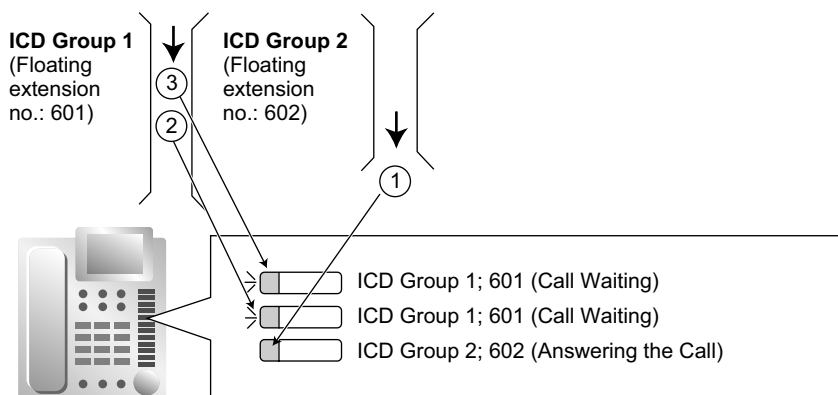 ICD Group 1
(Floating
extension
no.: 601)
3
2
ICD Group 2
(Floating
extension
no.: 602)
1
ICD Group 1; 601 (Call Waiting)
ICD Group 1; 601 (Call Waiting)
ICD Group 2; 602 (Answering the Call)